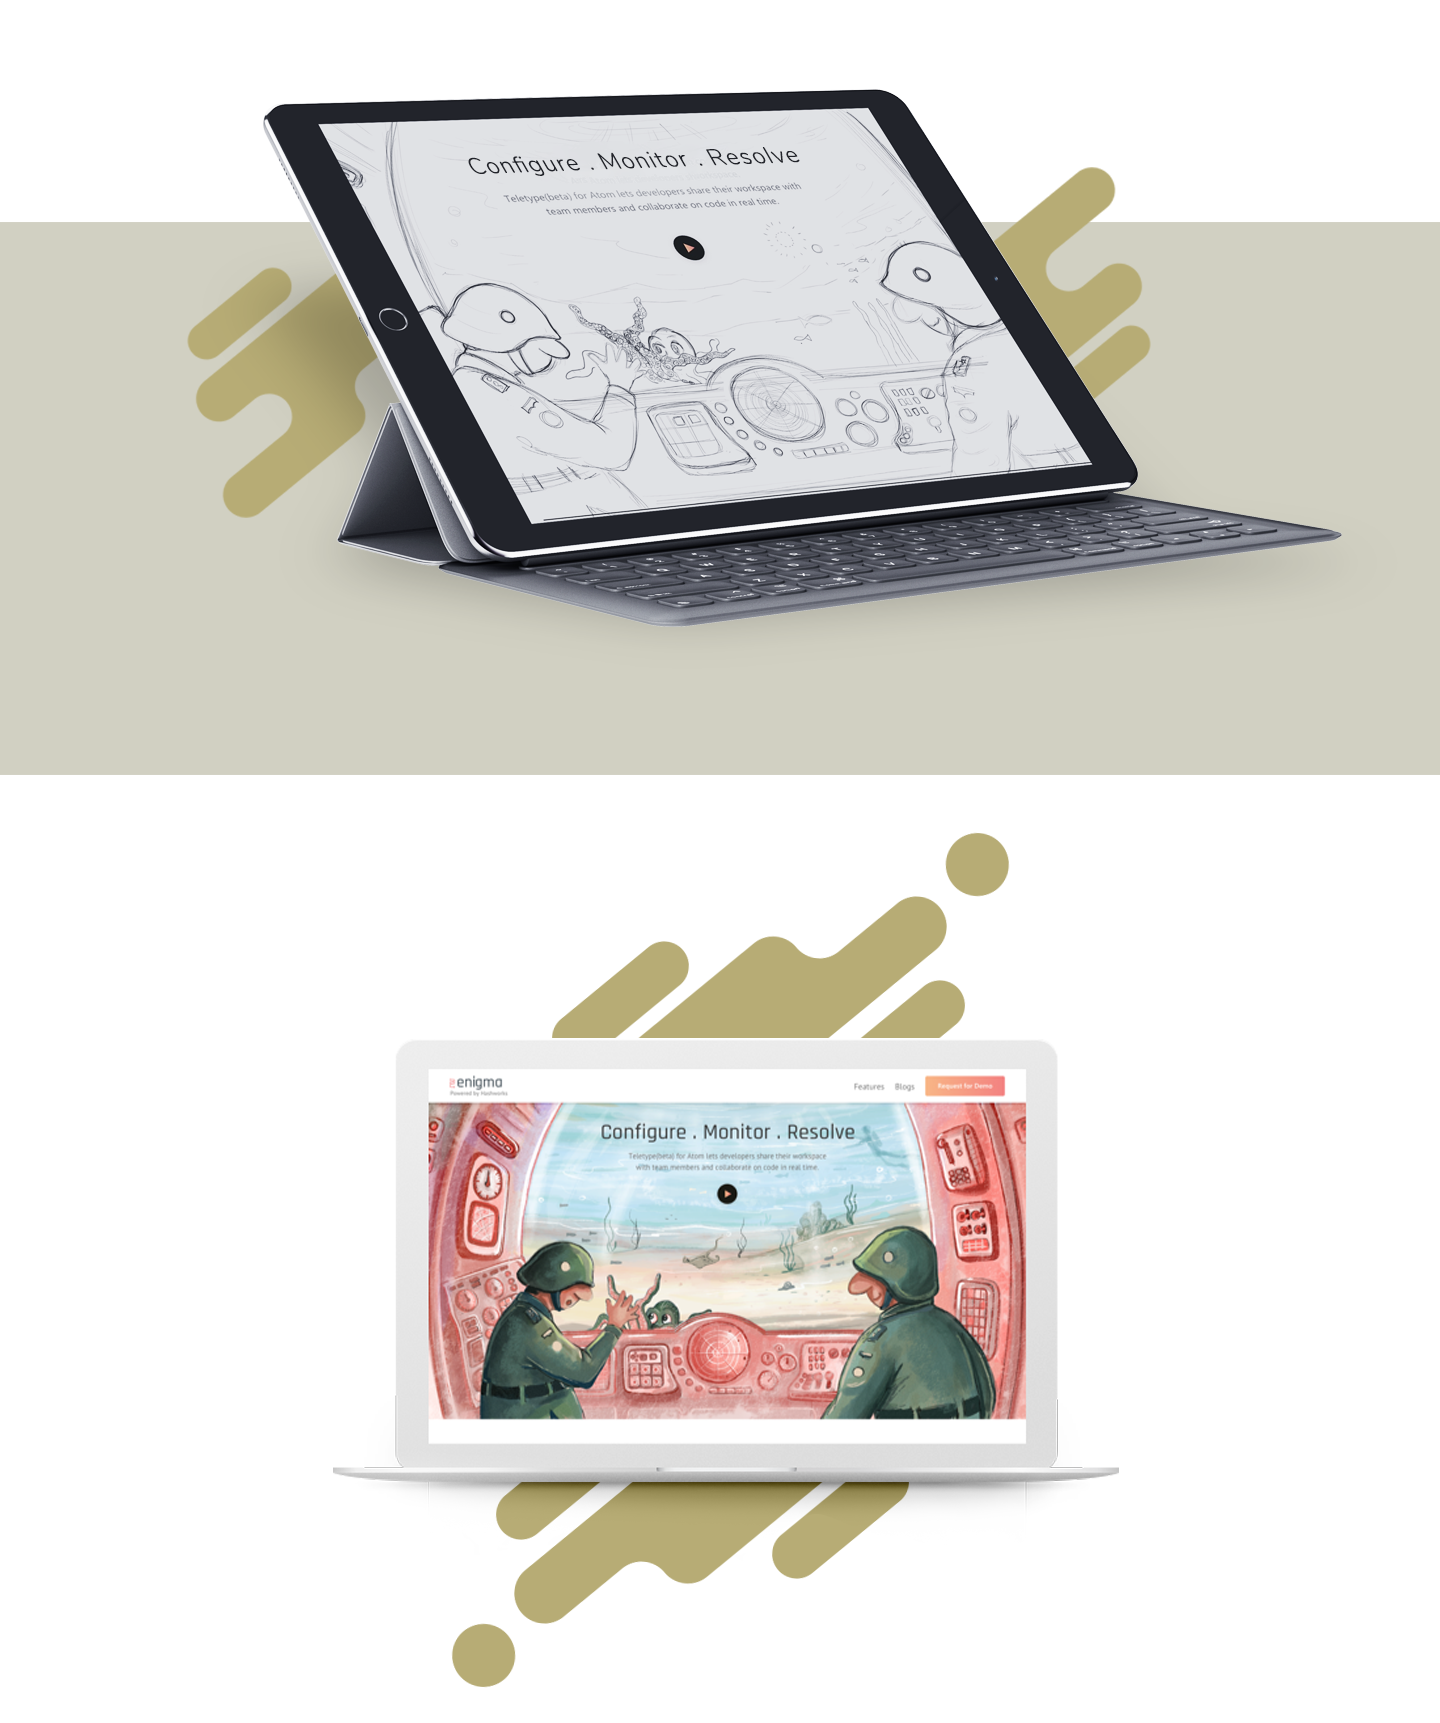 Configure . Monitor . Resolve
Teletype(beta) for Atom lets developers share their workspace with
team members and collaborate on code in real time.
enigma
Powered by Hashworks
Features Blogs Request for Demo
Configure . Monitor . Resolve
Teletype(beta) for Atom lets developers share their workspace
with team members and collaborate on code in real time.